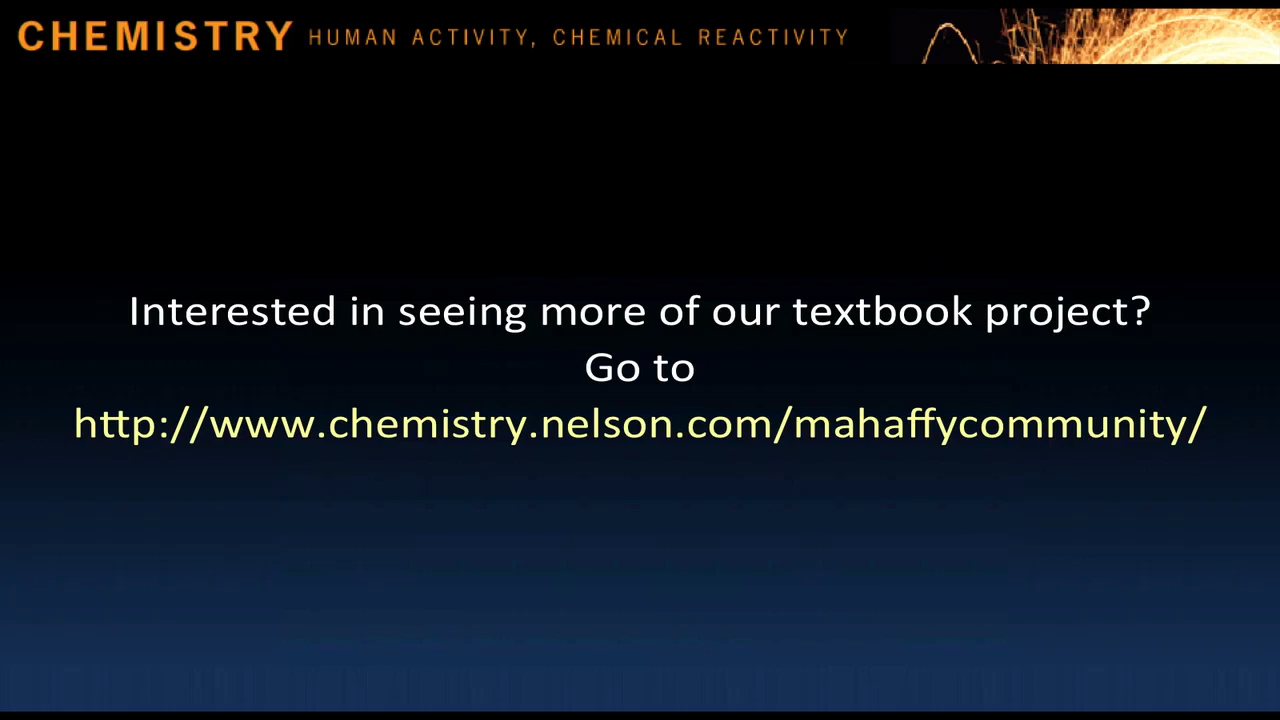 CHEMISTRY HUMAN ACTIVITY, CHEMICAL REACTIVITY
Interested in seeing more of our textbook project?
Go to
http://www.chemistry.nelson.com/mahaffycommunity/